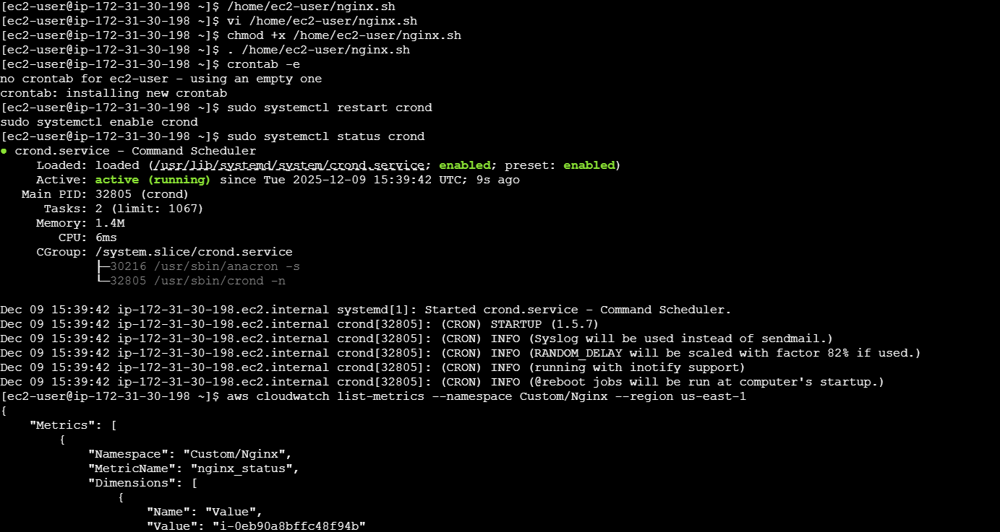 [ec2-user@ip-172-31-30-198 ~]$ /home/ec2-user/nginx.sh
[ec2-user@ip-172-31-30-198 ~]$ vi /home/ec2-user/nginx.sh
[ec2-user@ip-172-31-30-198 ~]$ chmod +x /home/ec2-user/nginx.sh
[ec2-user@ip-172-31-30-198 ~]$ . /home/ec2-user/nginx.sh
[ec2-user@ip-172-31-30-198 ~]$ crontab -e
no crontab for ec2-user - using an empty one
crontab: installing new crontab
[ec2-user@ip-172-31-30-198 ~]$ sudo systemctl restart crond
sudo systemctl enable crond
[ec2-user@ip-172-31-30-198 ~]$ sudo systemctl status crond
● crond.service - Command Scheduler
     Loaded: loaded (/usr/lib/systemd/system/crond.service; enabled; preset: enabled)
     Active: active (running) since Tue 2025-12-09 15:39:42 UTC; 9s ago
   Main PID: 32805 (crond)
      Tasks: 2 (limit: 1067)
     Memory: 1.4M
        CPU: 6ms
     CGroup: /system.slice/crond.service
             ├─30216 /usr/sbin/anacron -s
             └─32805 /usr/sbin/crond -n
Dec 09 15:39:42 ip-172-31-30-198.ec2.internal systemd[1]: Started crond.service - Command Scheduler.
Dec 09 15:39:42 ip-172-31-30-198.ec2.internal crond[32805]: (CRON) STARTUP (1.5.7)
Dec 09 15:39:42 ip-172-31-30-198.ec2.internal crond[32805]: (CRON) INFO (Syslog will be used instead of sendmail.)
Dec 09 15:39:42 ip-172-31-30-198.ec2.internal crond[32805]: (CRON) INFO (RANDOM_DELAY will be scaled with factor 82% if used.)
Dec 09 15:39:42 ip-172-31-30-198.ec2.internal crond[32805]: (CRON) INFO (running with inotify support)
Dec 09 15:39:42 ip-172-31-30-198.ec2.internal crond[32805]: (CRON) INFO (@reboot jobs will be run at computer's startup.)
[ec2-user@ip-172-31-30-198 ~]$ aws cloudwatch list-metrics --namespace Custom/Nginx --region us-east-1
{
    "Metrics": [
        {
            "Namespace": "Custom/Nginx",
            "MetricName": "nginx_status",
            "Dimensions": [
                {
                    "Name": "Value",
                    "Value": "i-0eb90a8bffc48f94b"